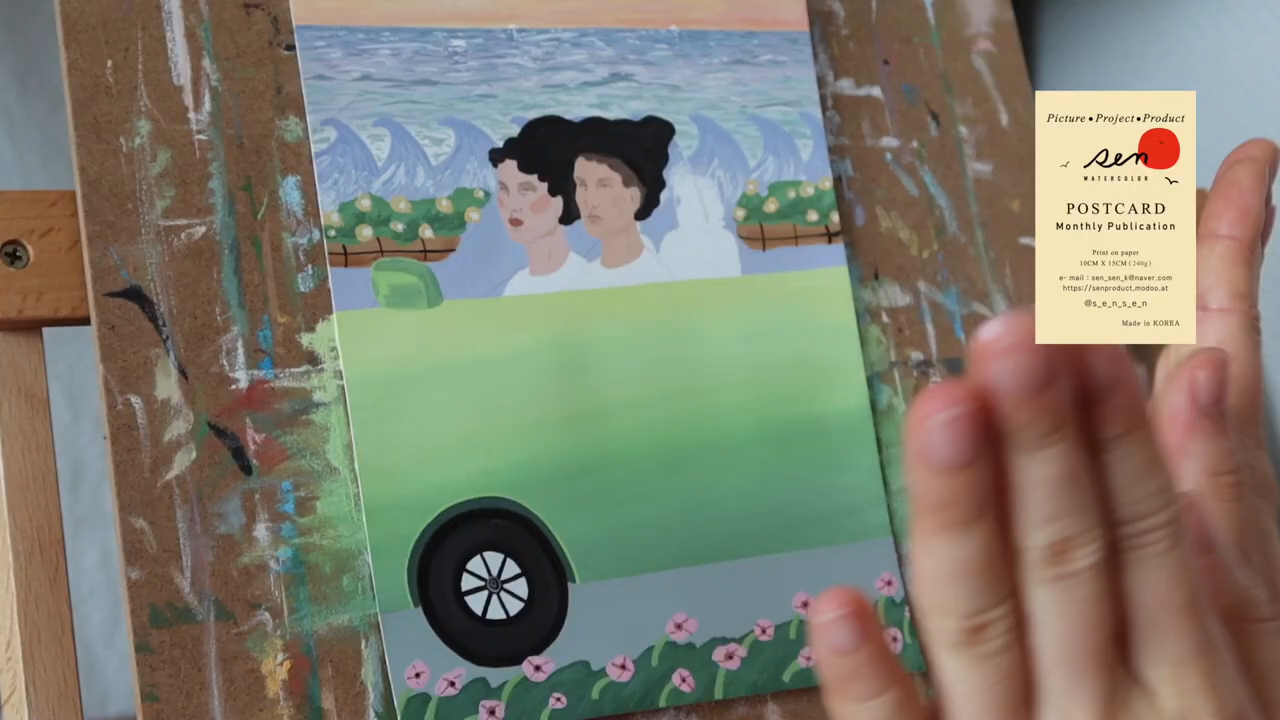 Picture•Project•Product
sen
WATERCOLOR
POSTCARD
Monthly Publication
Print on paper
10CM X 15CM ( 240g )
e- mail : sen_sen_k@naver.com
https://senproduct.modoo.at
@s_e_n_s_e_n
Made in KOREA